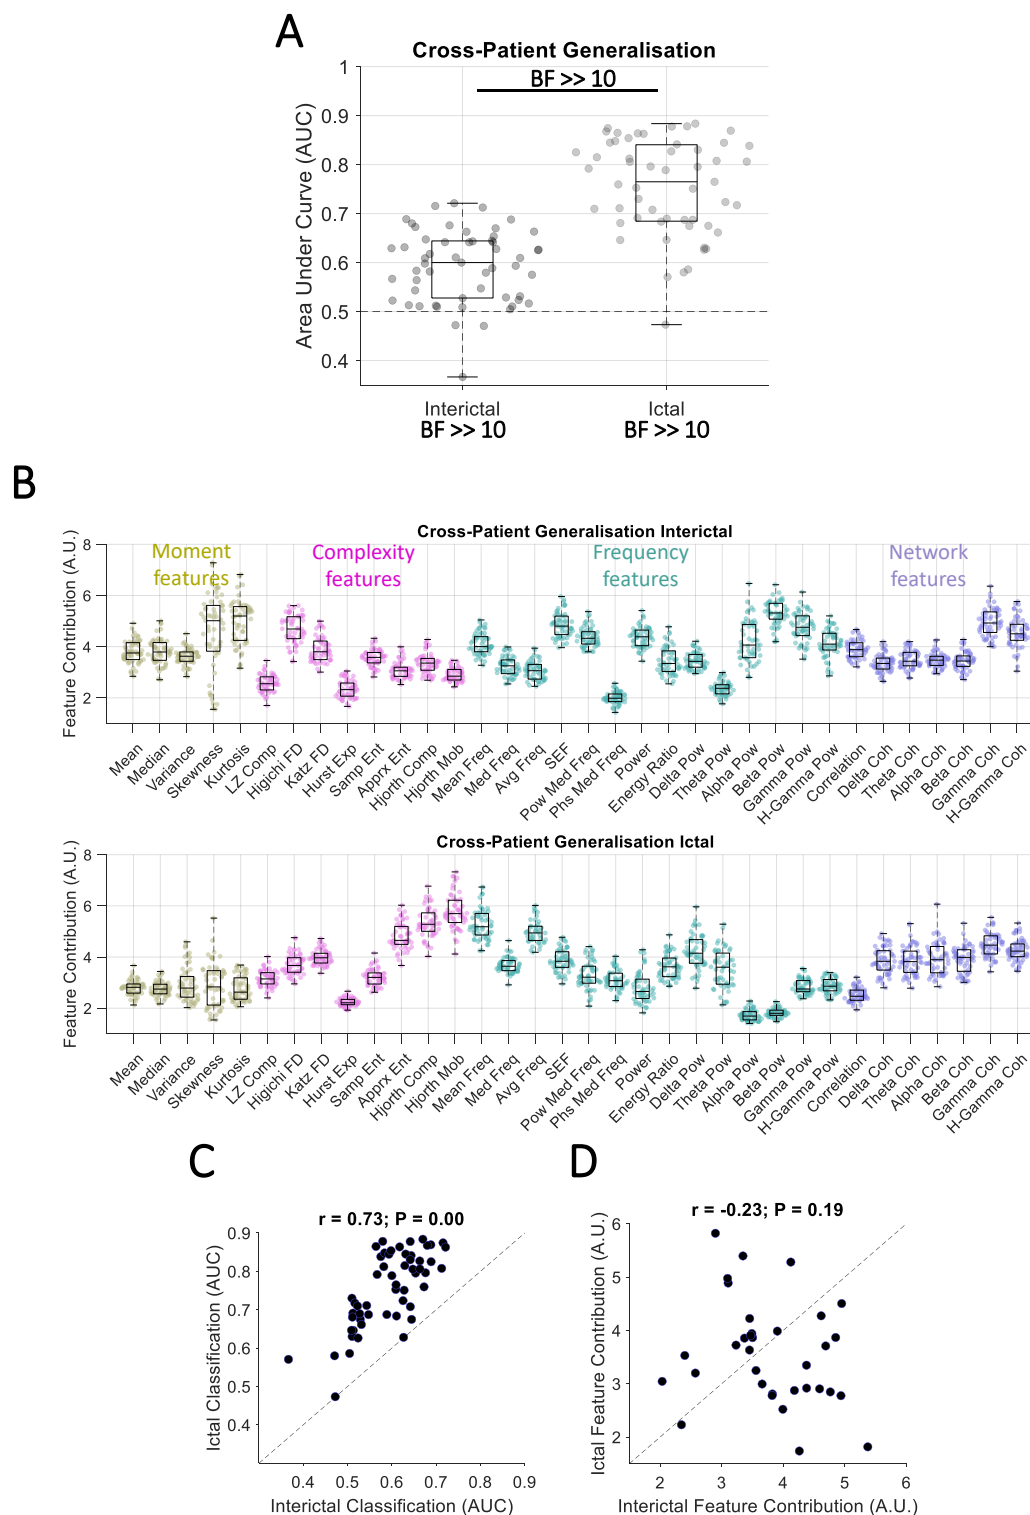 A
Cross-Patient Generalisation
BF >> 10
1
0.9
0.8
0.7
0.6
0.5
0.4
Area Under Curve (AUC)
Interictal
Ictal
BF >> 10
BF >> 10
B
Cross-Patient Generalisation Interictal
Moment
features
Complexity
features
Frequency
features
Network
features
8
6
4
2
Feature Contribution (A.U.)
Mean
Median
Variance
Skewness
Kurtosis
LZ Comp
Higichi FD
Katz FD
Hurst Exp
Samp Ent
Apprx Ent
Hjorth Comp
Hjorth Mob
Mean Freq
Med Freq
Avg Freq
SEF
Pow Med Freq
Phs Med Freq
Power
Energy Ratio
Delta Pow
Theta Pow
Alpha Pow
Beta Pow
Gamma Pow
H-Gamma Pow
Correlation
Delta Coh
Theta Coh
Alpha Coh
Beta Coh
Gamma Coh
H-Gamma Coh
Cross-Patient Generalisation Ictal
8
6
4
2
Feature Contribution (A.U.)
Mean
Median
Variance
Skewness
Kurtosis
LZ Comp
Higichi FD
Katz FD
Hurst Exp
Samp Ent
Apprx Ent
Hjorth Comp
Hjorth Mob
Mean Freq
Med Freq
Avg Freq
SEF
Pow Med Freq
Phs Med Freq
Power
Energy Ratio
Delta Pow
Theta Pow
Alpha Pow
Beta Pow
Gamma Pow
H-Gamma Pow
Correlation
Delta Coh
Theta Coh
Alpha Coh
Beta Coh
Gamma Coh
H-Gamma Coh
C
r = 0.73; P = 0.00
0.9
0.8
0.7
0.6
0.5
0.4
Ictal Classification (AUC)
0.4
0.5
0.6
0.7
0.8
0.9
Interictal Classification (AUC)
D
r = -0.23; P = 0.19
6
5
4
3
2
Ictal Feature Contribution (A.U.)
2
3
4
5
6
Interictal Feature Contribution (A.U.)